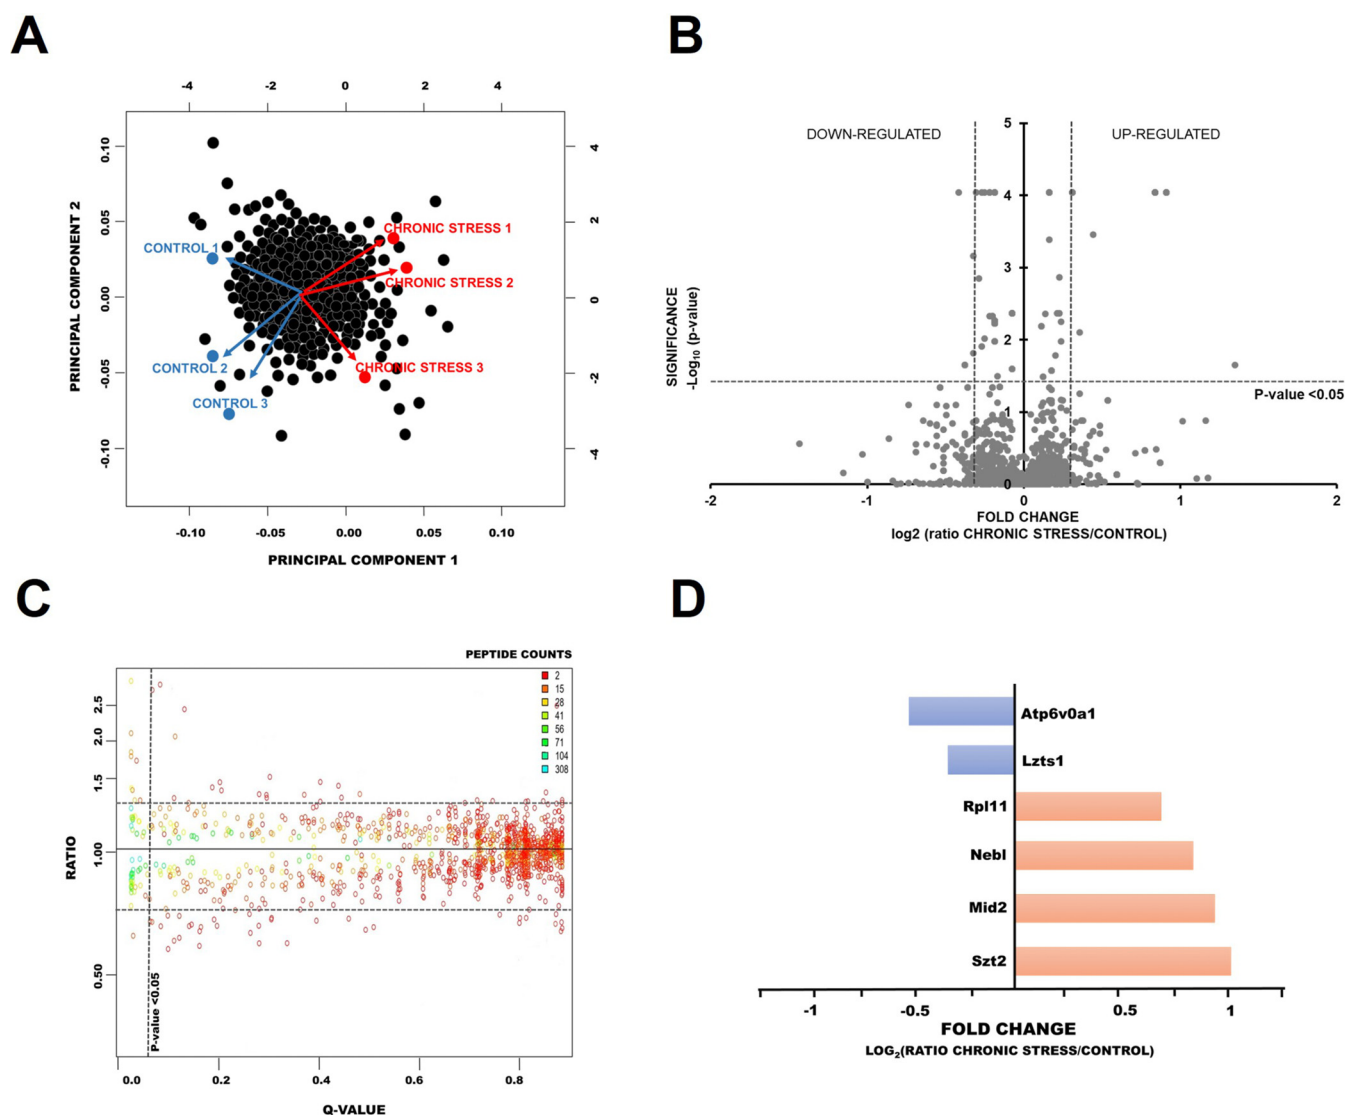 A
-4 -2 0 2 4
0.10
0.05
0.00
-0.05
-0.10
PRINCIPAL COMPONENT 2
4
2
0
-2
-4
CHRONIC STRESS 1
CONTROL 1
CHRONIC STRESS 2
CONTROL 2
CHRONIC STRESS 3
CONTROL 3
-0.10 -0.05 0.00 0.05 0.10
PRINCIPAL COMPONENT 1
B
DOWN-REGULATED
UP-REGULATED
5
4
3
2
1
0
SIGNIFICANCE
-Log10 (p-value)
P-value <0.05
-2 -1 0 1 2
FOLD CHANGE
log2 (ratio CHRONIC STRESS/CONTROL)
C
PEPTIDE COUNTS
2
15
28
41
56
71
104
308
2.5
2.0
1.5
1.00
0.50
RATIO
P-value <0.05
0.0 0.2 0.4 0.6 0.8
Q-VALUE
D
Atp6v0a1
Lzts1
Rpl11
Nebl
Mid2
Szt2
-1 -0.5 0.5 1
FOLD CHANGE
LOG2(RATIO CHRONIC STRESS/CONTROL)